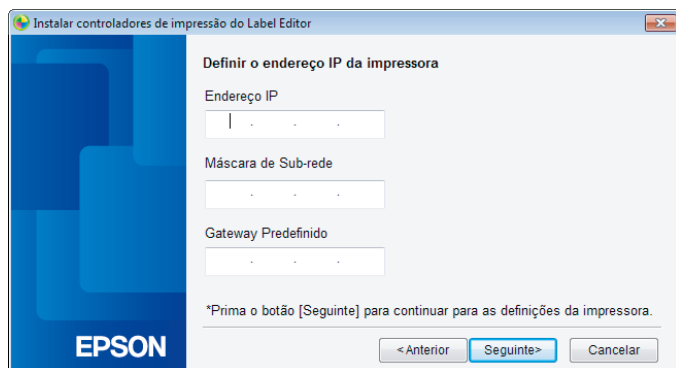 Instalar controladores de impressão do Label Editor
Definir o endereço IP da impressora
Endereço IP
. . .
Máscara de Sub-rede
. . .
Gateway Predefinido
. . .
*Prima o botão [Seguinte] para continuar para as definições da impressora.
EPSON
<Anterior
Seguinte>
Cancelar